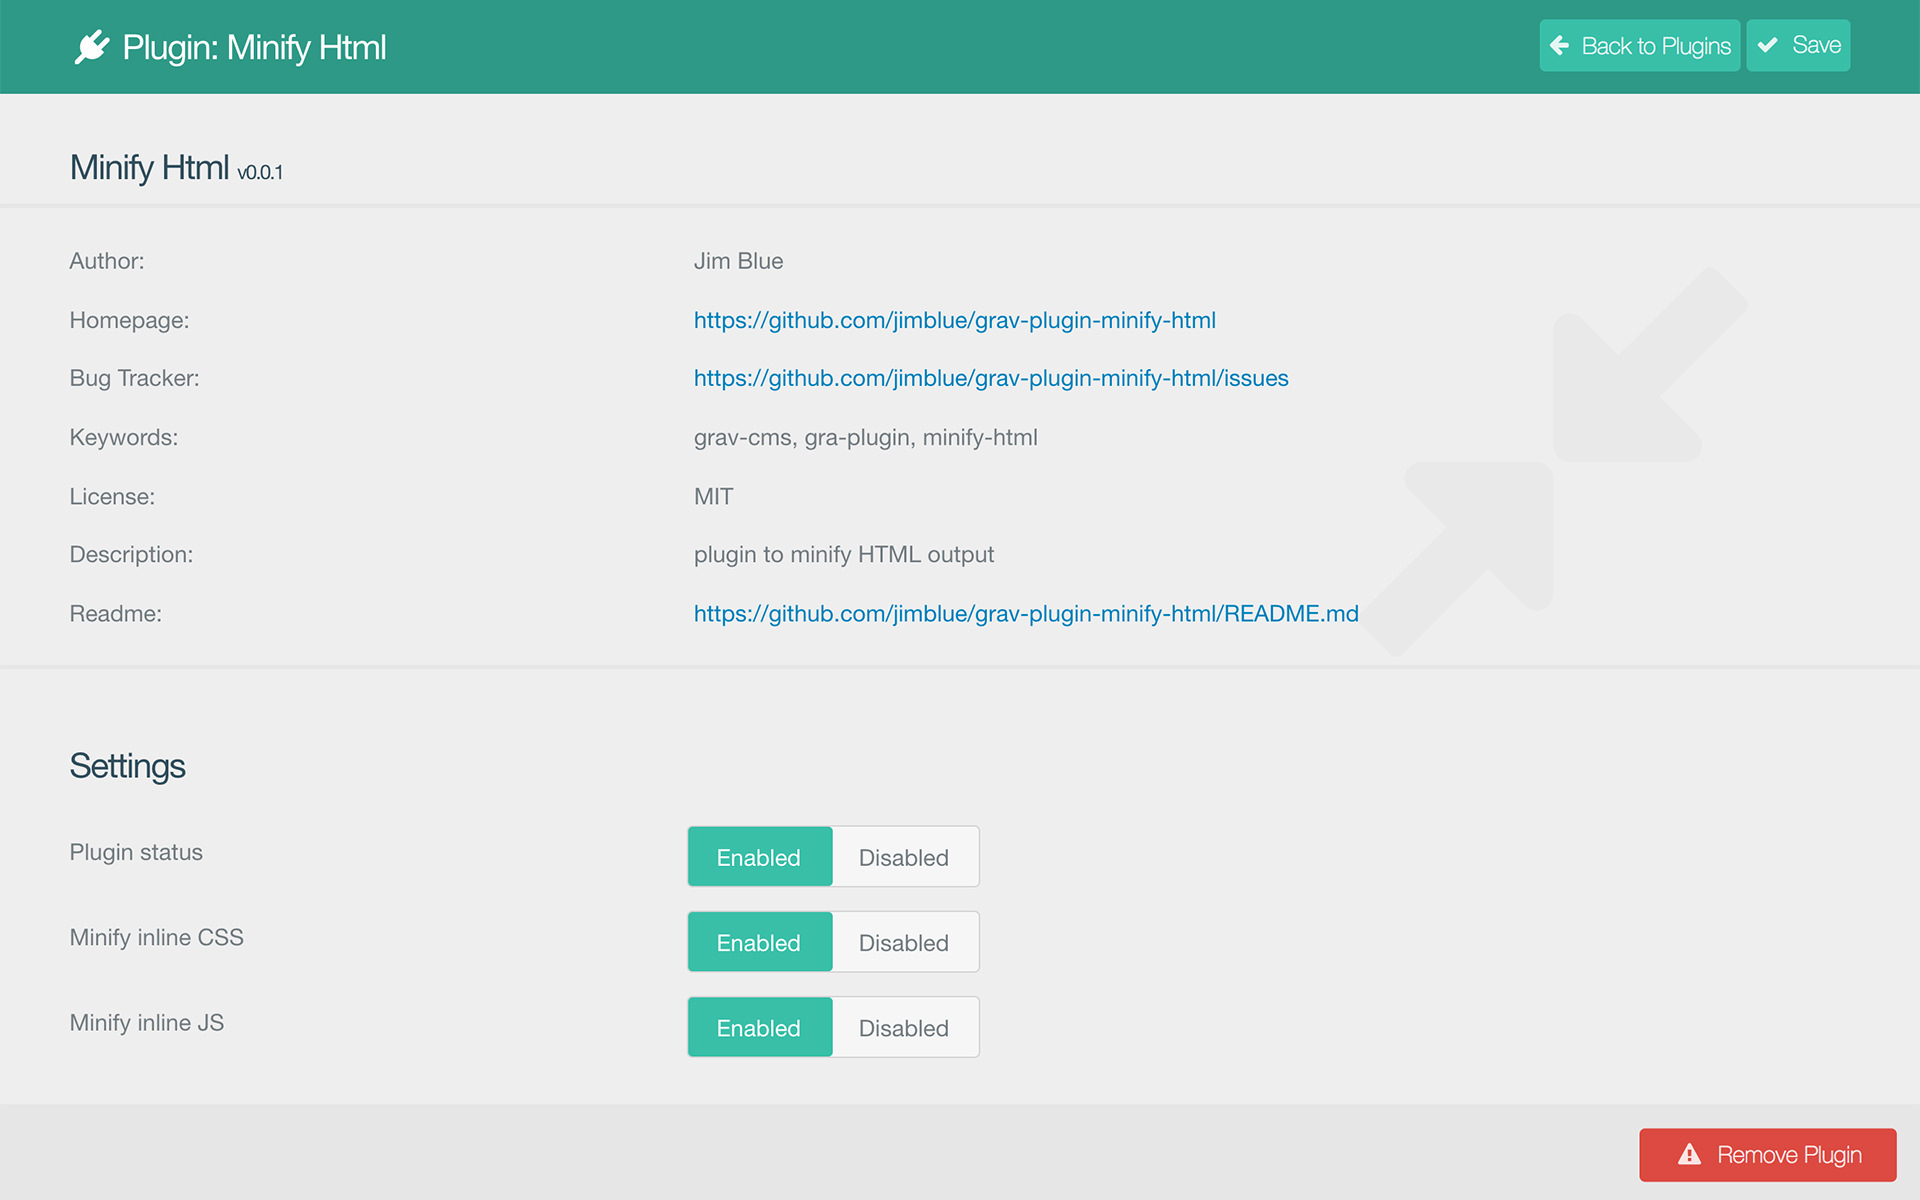 Plugin: Minify Html
Back to Plugins
Save
Minify Html v0.0.1
Author: Jim Blue
Homepage: https://github.com/jimblue/grav-plugin-minify-html
Bug Tracker: https://github.com/jimblue/grav-plugin-minify-html/issues
Keywords: grav-cms, gra-plugin, minify-html
License: MIT
Description: plugin to minify HTML output
Readme: https://github.com/jimblue/grav-plugin-minify-html/README.md
Settings
Plugin status Enabled Disabled
Minify inline CSS Enabled Disabled
Minify inline JS Enabled Disabled
Remove Plugin